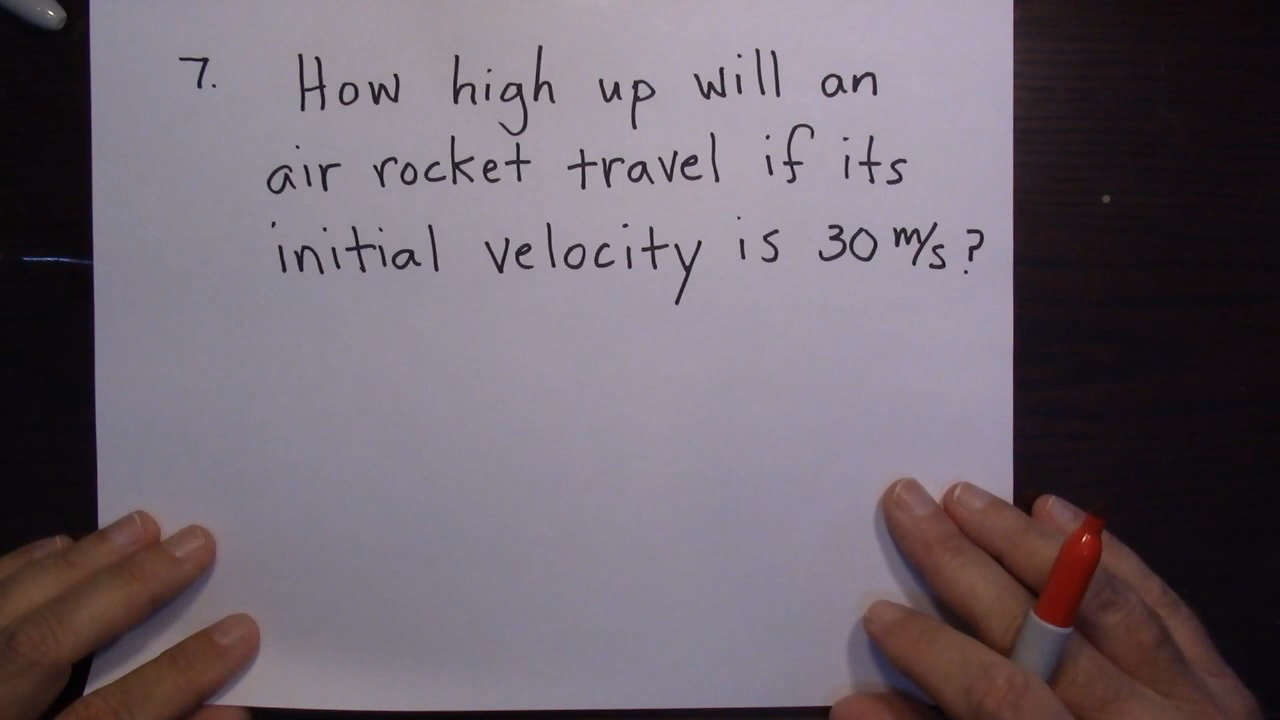 7. How high up will an
air rocket travel if its
initial velocity is 30 m/s?